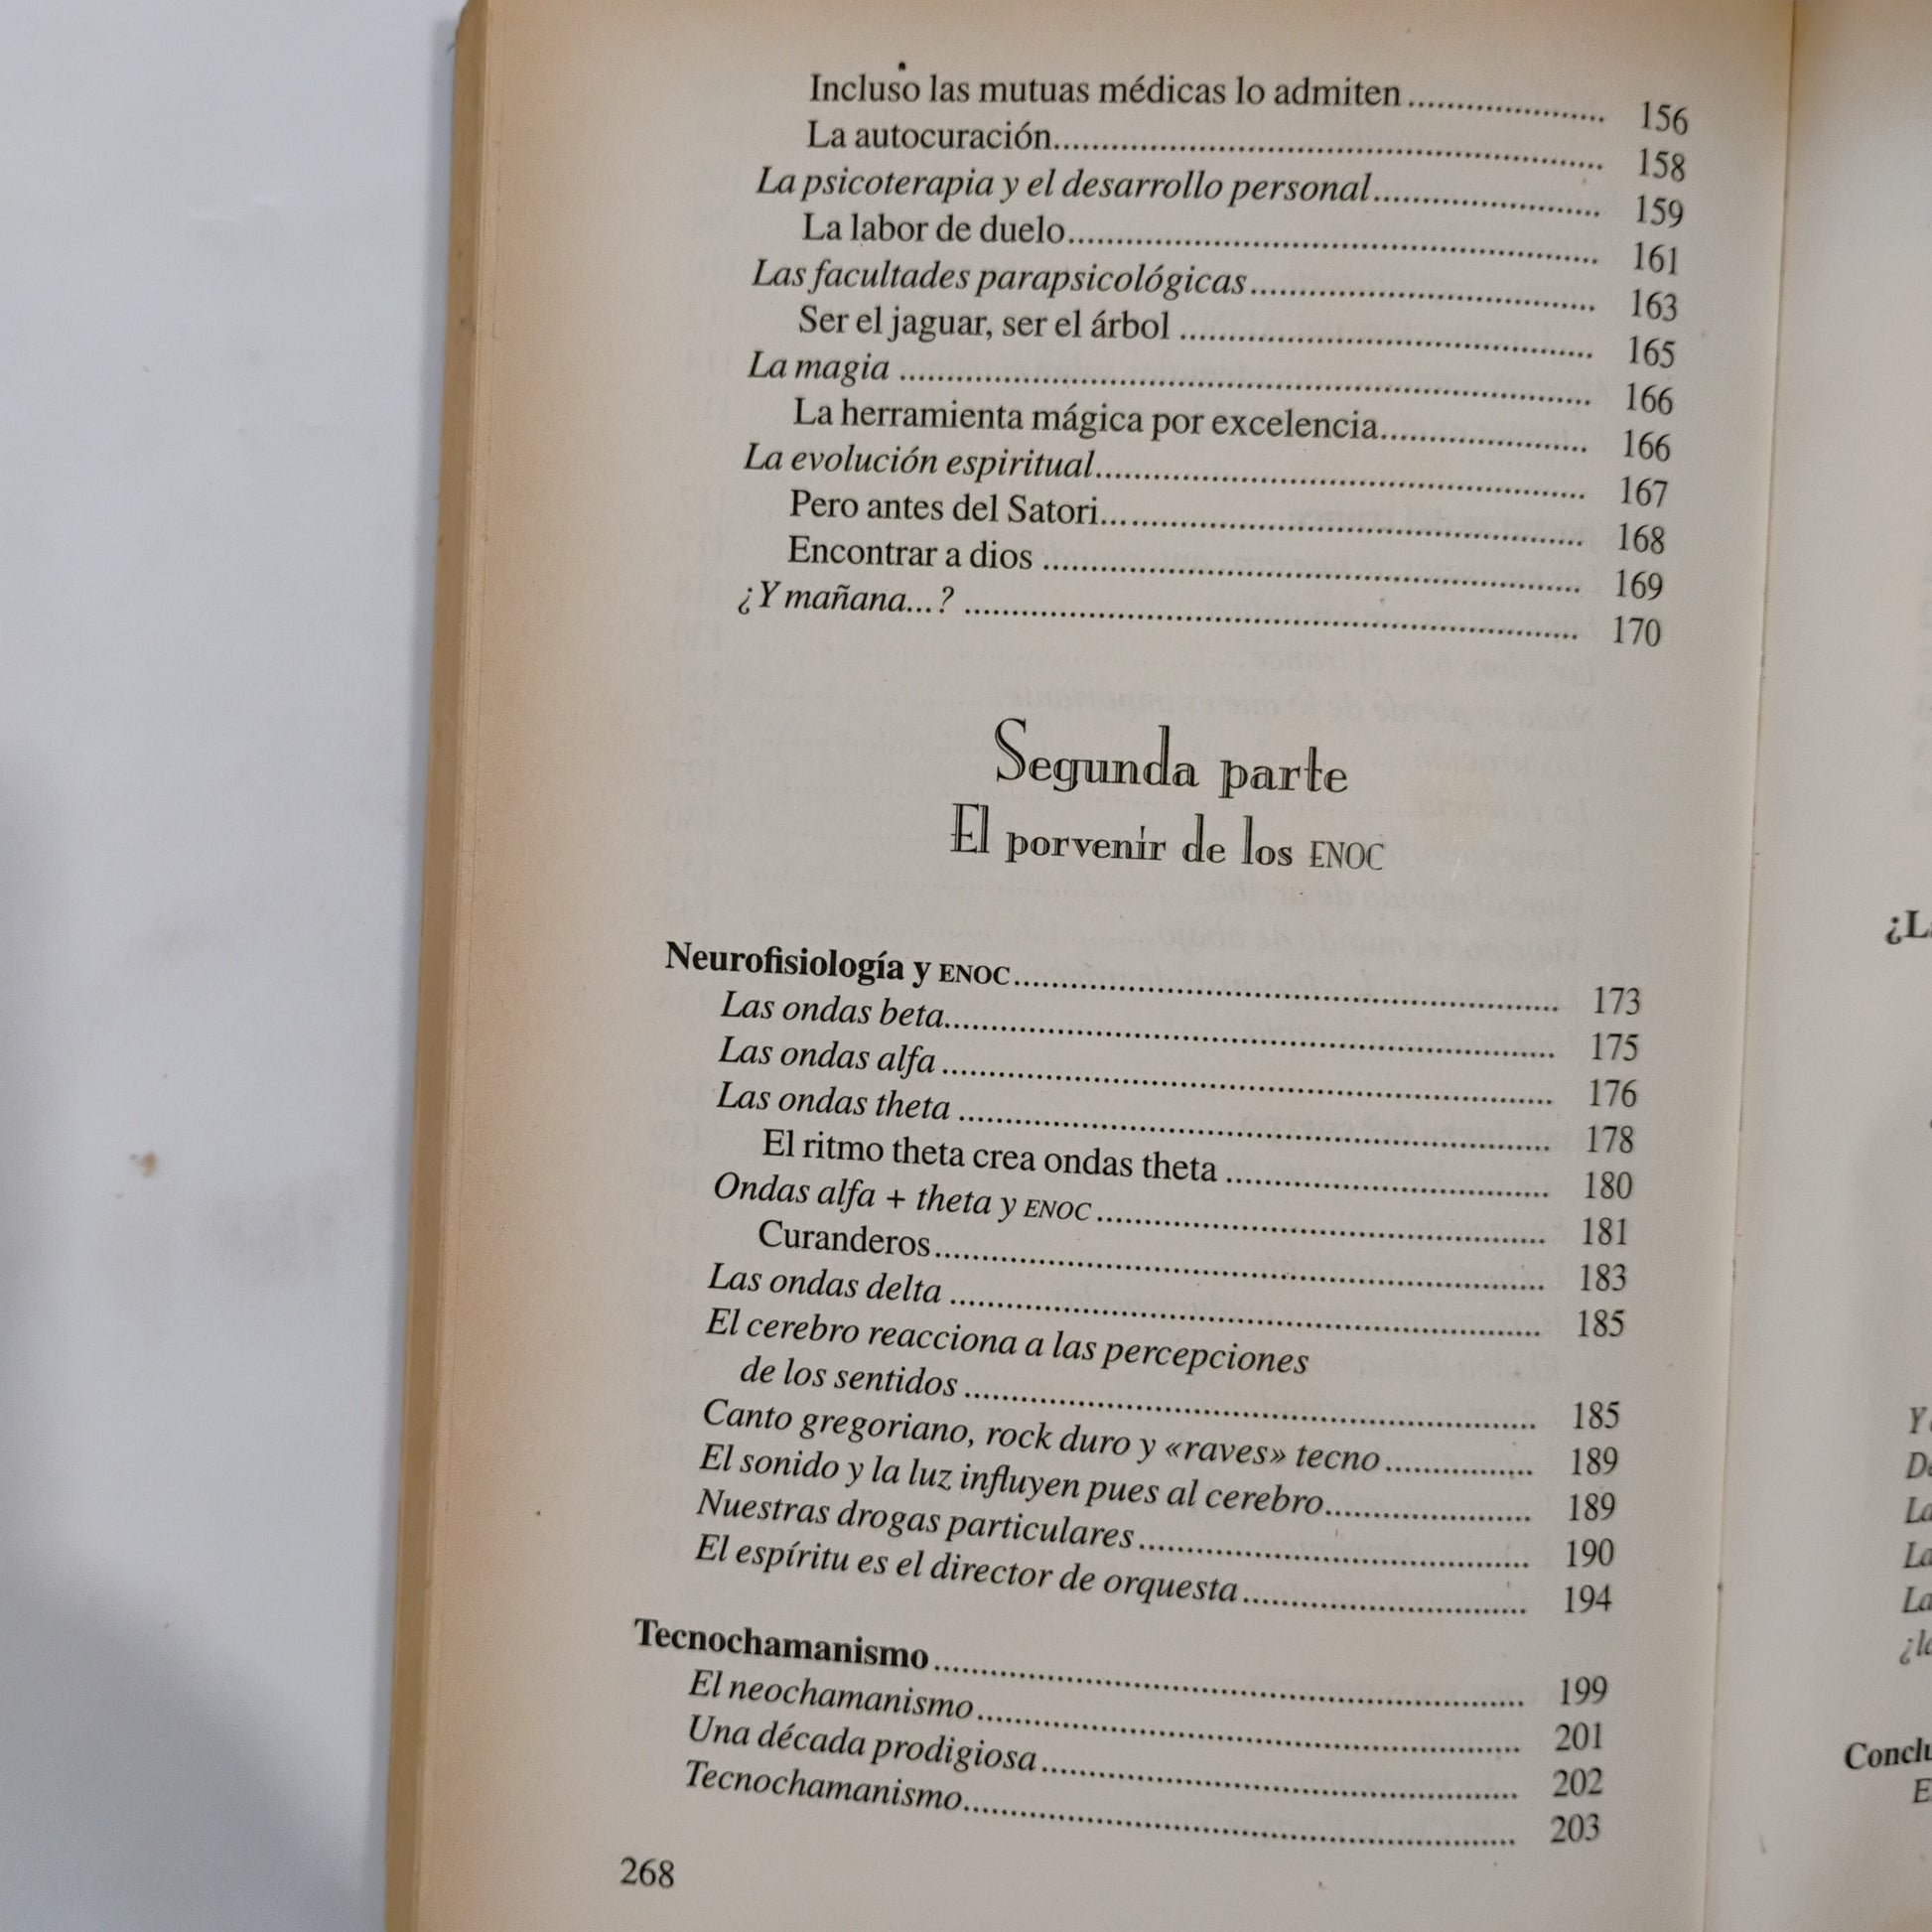 Incluso las mutuas médicas lo admiten ..................... 156
La autocuración............................................................ 158
La psicoterapia y el desarrollo personal........................ 159
La labor de duelo......................................................... 161
Las facultades parapsicológicas..................................... 163
Ser el jaguar, ser el árbol ............................................ 165
La magia ......................................................................... 166
La herramienta mágica por excelencia...................... 166
La evolución espiritual.................................................... 167
Pero antes del Satori.................................................... 168
Encontrar a dios .......................................................... 169
¿Y mañana...? ................................................................. 170
Segunda parte
El porvenir de los ENOC
Neurofisiología y ENOC........................................................ 173
Las ondas beta................................................................. 175
Las ondas alfa ................................................................. 176
Las ondas theta ............................................................... 178
El ritmo theta crea ondas theta ................................... 180
Ondas alfa + theta y ENOC ................................................ 181
Curanderos................................................................... 183
Las ondas delta ............................................................... 185
El cerebro reacciona a las percepciones
de los sentidos ............................................................. 185
Canto gregoriano, rock duro y «raves» tecno ................ 189
El sonido y la luz influyen pues al cerebro...................... 189
Nuestras drogas particulares.......................................... 190
El espíritu es el director de orquesta .............................. 194
Tecnochamanismo ................................................................ 199
El neochamanismo........................................................... 201
Una década prodigiosa ................................................... 202
Tecnochamanismo............................................................ 203
268
¿L
Y
La
La
La
Conclu
E